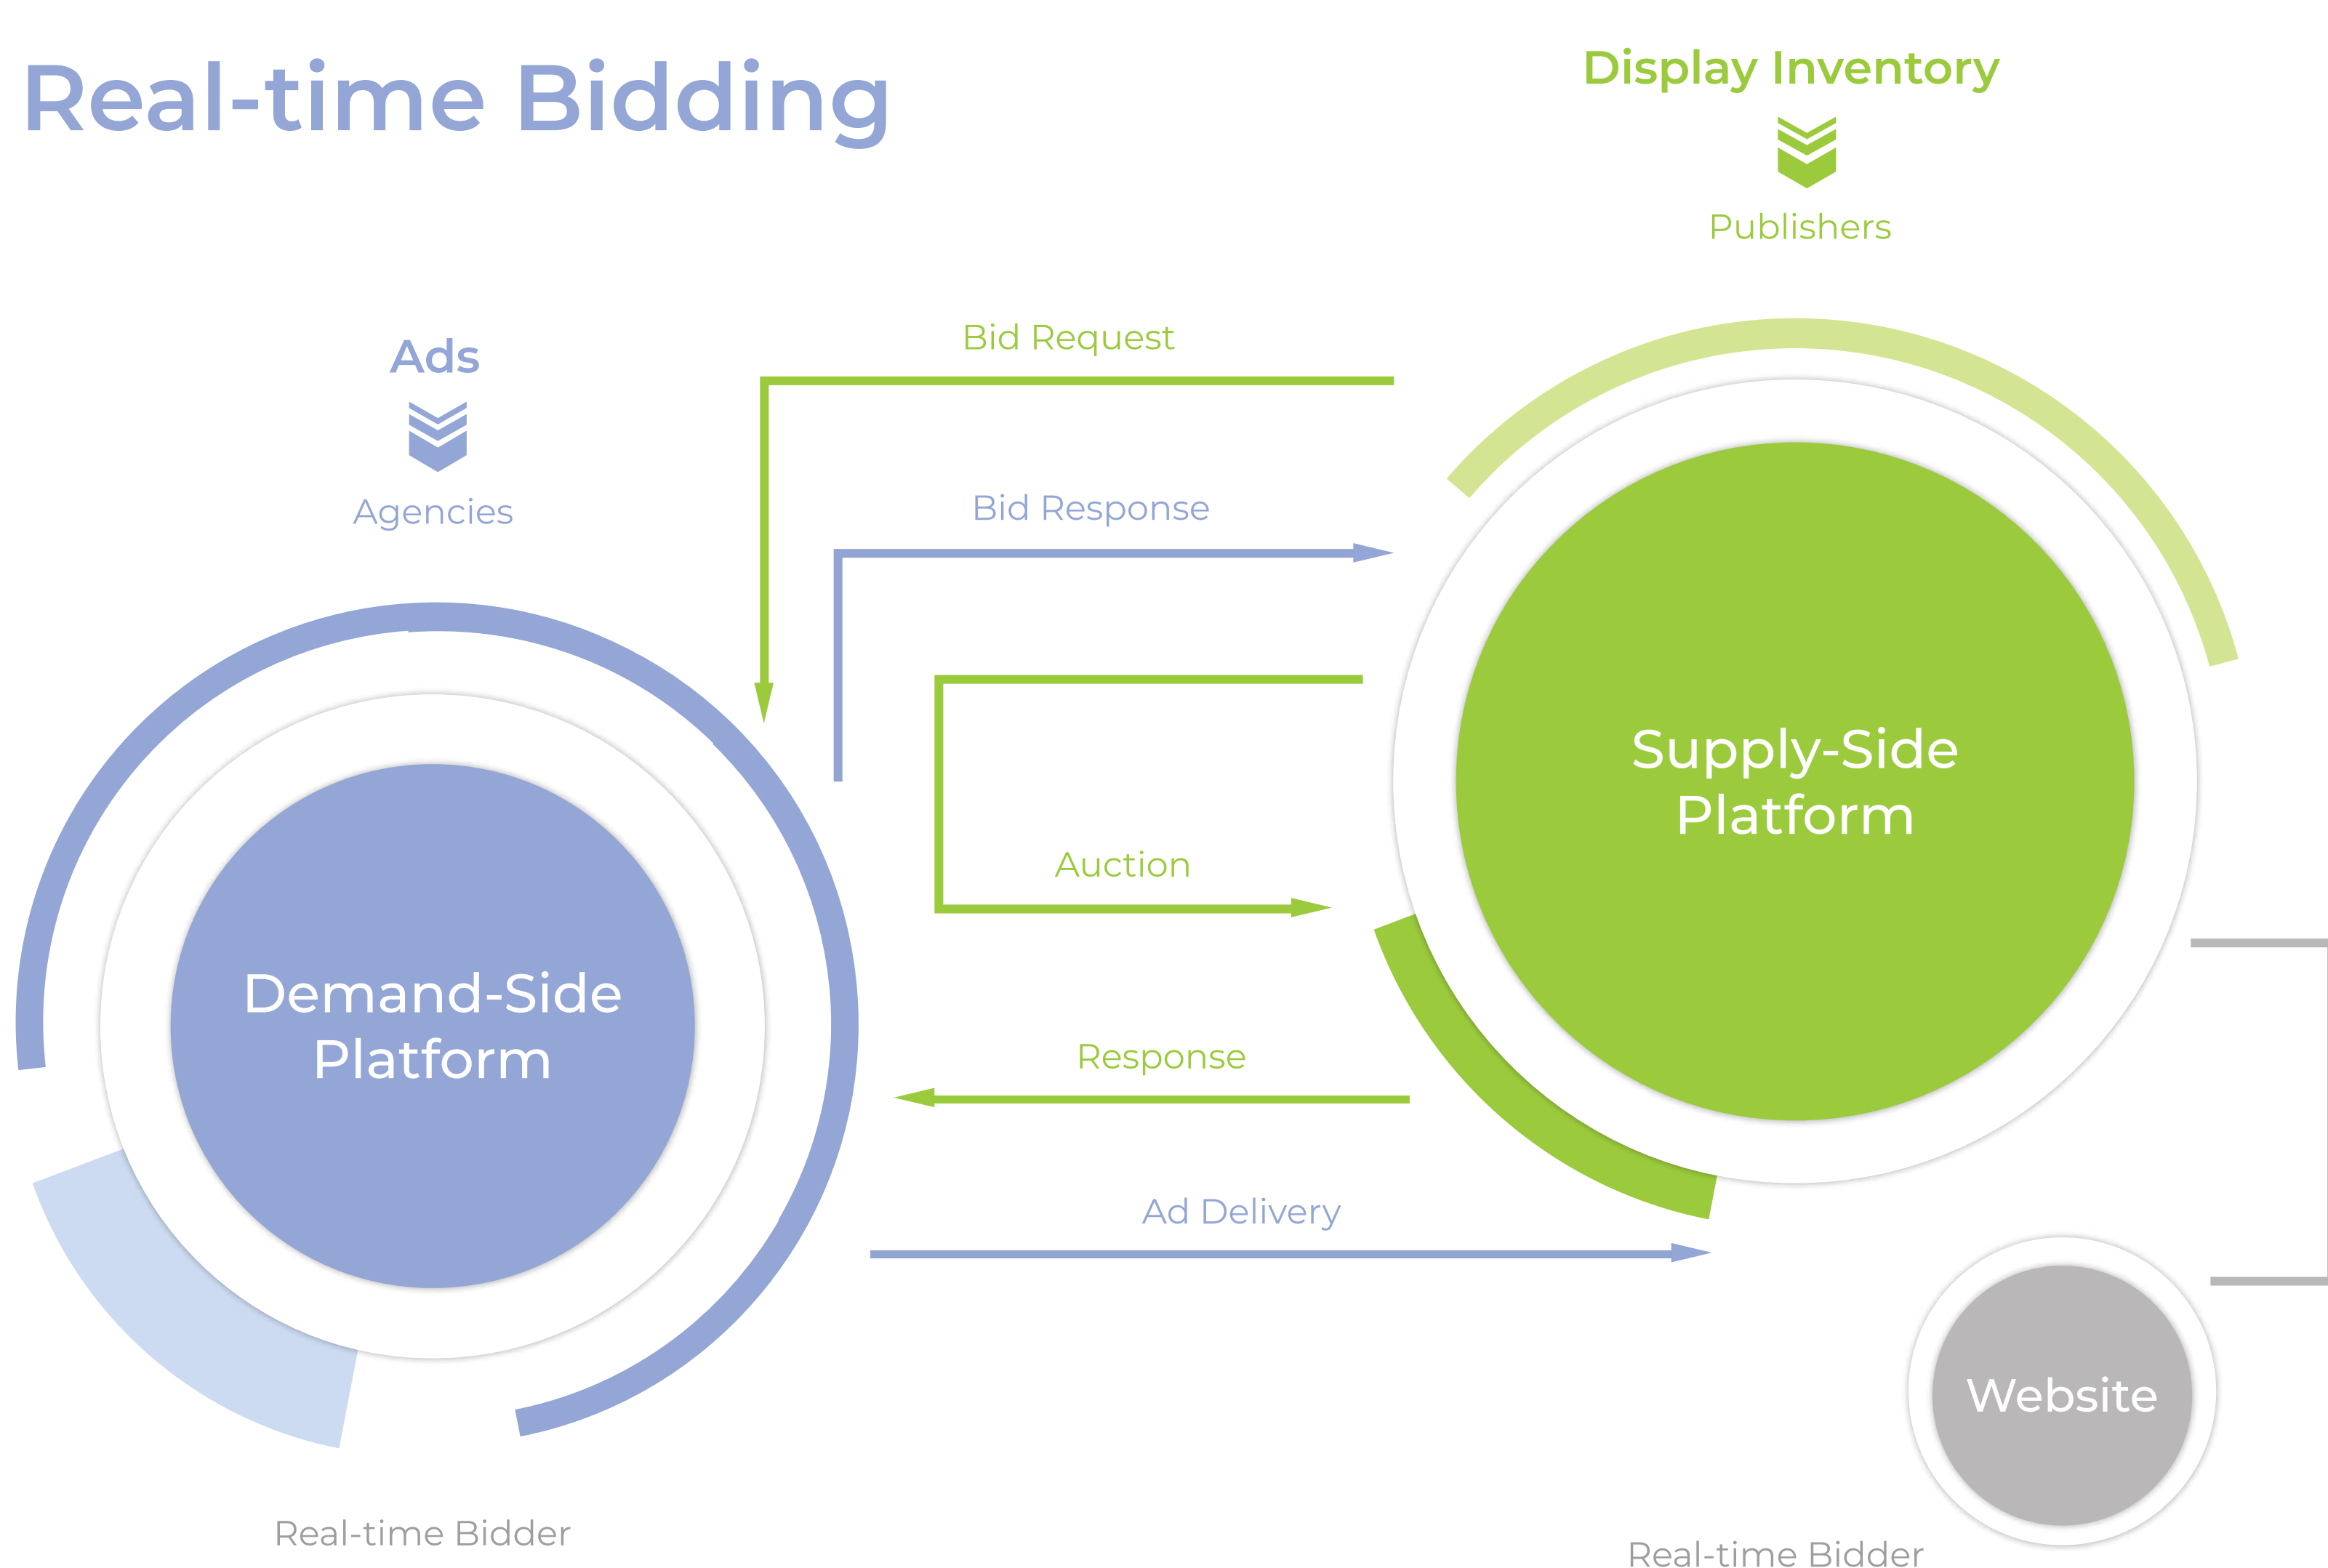 Real-time Bidding
Display Inventory
Publishers
Ads
Agencies
Bid Request
Bid Response
Auction
Response
Ad Delivery
Supply-Side
Platform
Demand-Side
Platform
Website
Real-time Bidder
Real-time Bidder